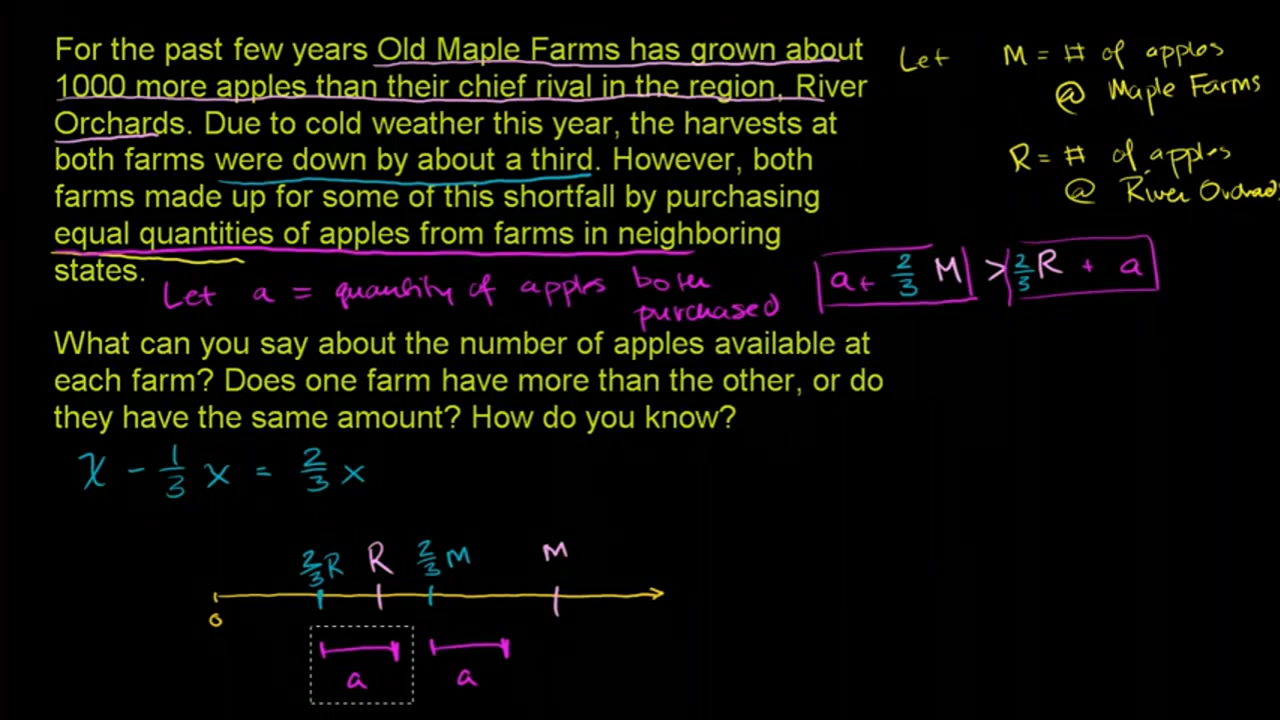 For the past few years Old Maple Farms has grown about
1000 more apples than their chief rival in the region, River
Orchards. Due to cold weather this year, the harvests at
both farms were down by about a third. However, both
farms made up for some of this shortfall by purchasing
equal quantities of apples from farms in neighboring
states.
Let M = # of apples
@ Maple Farms
R = # of apples
@ River Orchards
Let a = quantity of apples both
purchased
a + 2/3 M > 2/3 R + a
What can you say about the number of apples available at
each farm? Does one farm have more than the other, or do
they have the same amount? How do you know?
x - 1/3 x = 2/3 x
2/3 R R 2/3 M M
0
a a